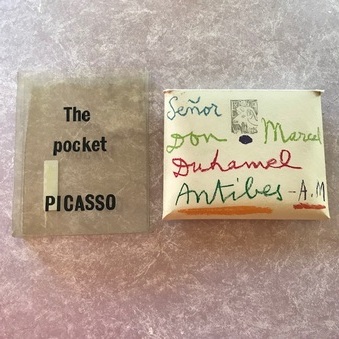 The
pocket
PICASSO
Señor
Don Marcel
Duhamel
Antibes - A.M